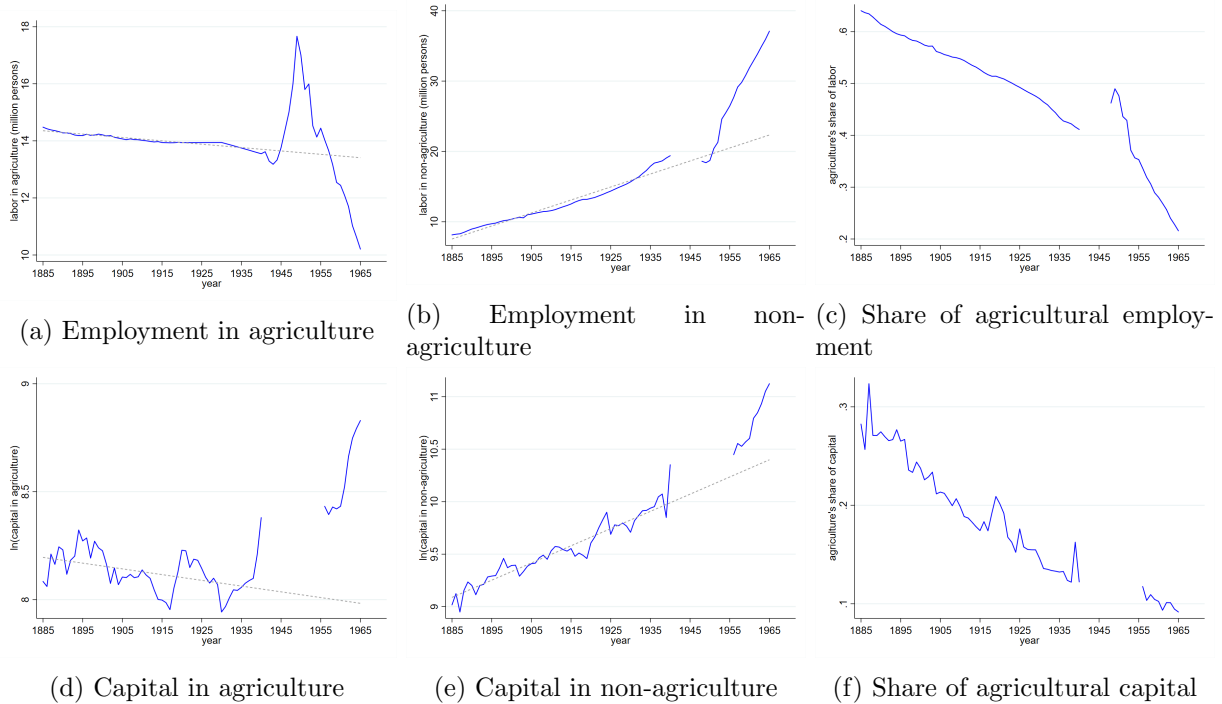 labor in agriculture (million persons)
18
16
14
12
10
1885 1895 1905 1915 1925 1935 1945 1955 1965
year
(a) Employment in agriculture
labor in non-agriculture (million persons)
40
30
20
10
1885 1895 1905 1915 1925 1935 1945 1955 1965
year
(b) Employment in non-
agriculture
agriculture's share of labor
.6
.5
.4
.3
.2
1885 1895 1905 1915 1925 1935 1945 1955 1965
year
(c) Share of agricultural employ-
ment
ln(capital in agriculture)
9
8.5
8
1885 1895 1905 1915 1925 1935 1945 1955 1965
year
(d) Capital in agriculture
ln(capital in non-agriculture)
11
10.5
10
9.5
9
1885 1895 1905 1915 1925 1935 1945 1955 1965
year
(e) Capital in non-agriculture
agriculture's share of capital
.3
.2
.1
1885 1895 1905 1915 1925 1935 1945 1955 1965
year
(f) Share of agricultural capital